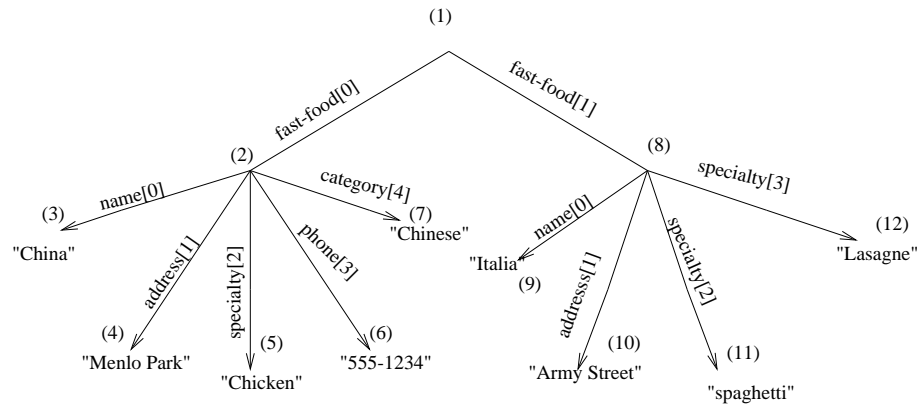 (1)
fast-food[0]
fast-food[1]
(2)
(8)
name[0]
category[4]
specialty[3]
(3)
(7)
name[0]
(12)
"China"
address[1]
specialty[2]
phone[3]
"Chinese"
"Italia"
(9)
addresss[1]
specialty[2]
"Lasagne"
(4)
(5)
(6)
(10)
(11)
"Menlo Park"
"Chicken"
"555-1234"
"Army Street"
"spaghetti"